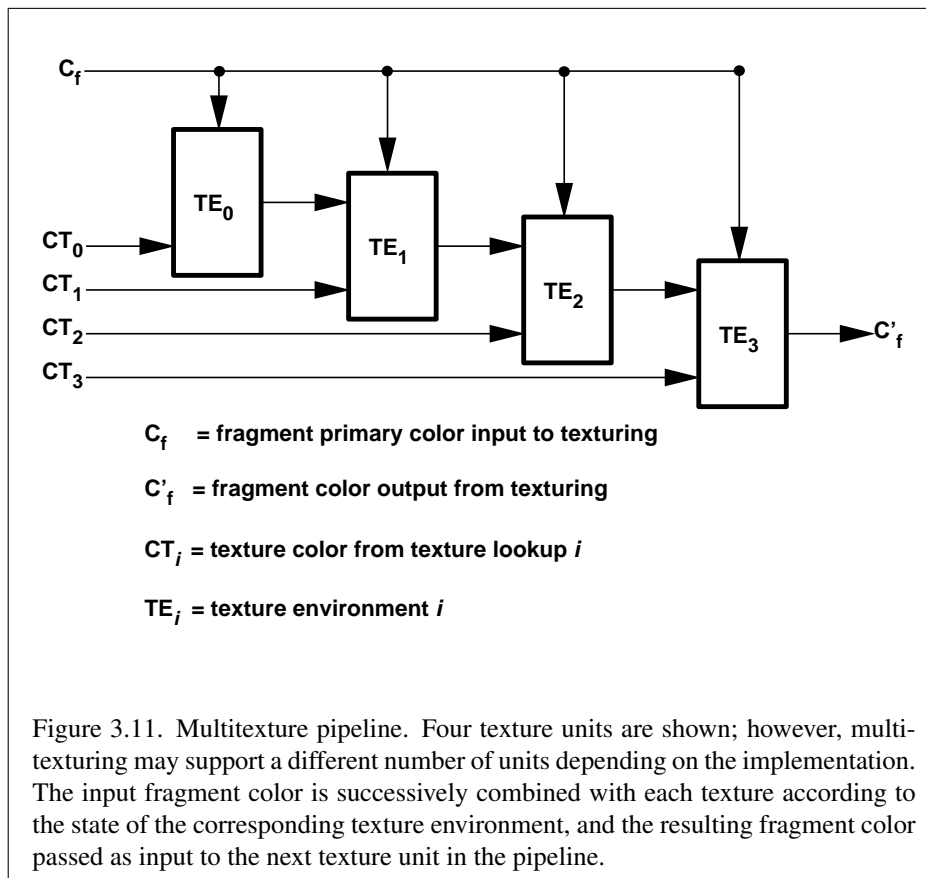 C_f
TE_0
TE_1
TE_2
TE_3
CT_0
CT_1
CT_2
CT_3
C'_f
C_f = fragment primary color input to texturing
C'_f = fragment color output from texturing
CT_i = texture color from texture lookup i
TE_i = texture environment i
Figure 3.11. Multitexture pipeline. Four texture units are shown; however, multi-
texturing may support a different number of units depending on the implementation.
The input fragment color is successively combined with each texture according to
the state of the corresponding texture environment, and the resulting fragment color
passed as input to the next texture unit in the pipeline.